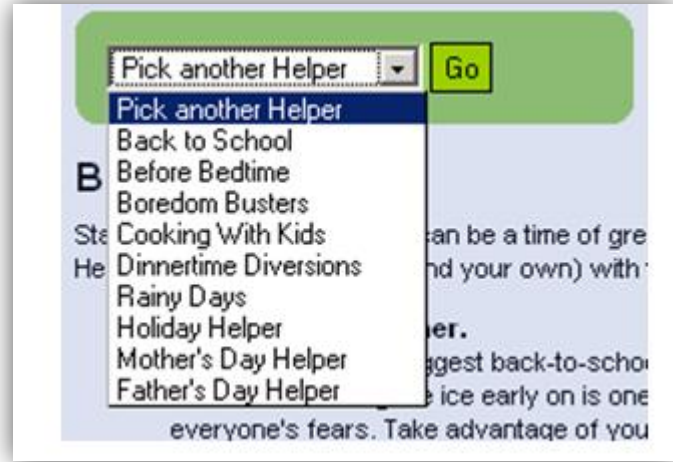 Pick another Helper Go
Pick another Helper
Back to School
Before Bedtime
B
Boredom Busters
Sta Cooking With Kids can be a time of gre
He Dinnertime Diversions nd your own) with
Rainy Days
Holiday Helper er.
Mother's Day Helper ggest back-to-schoo
Father's Day Helper e ice early on is one
everyone's fears. Take advantage of you